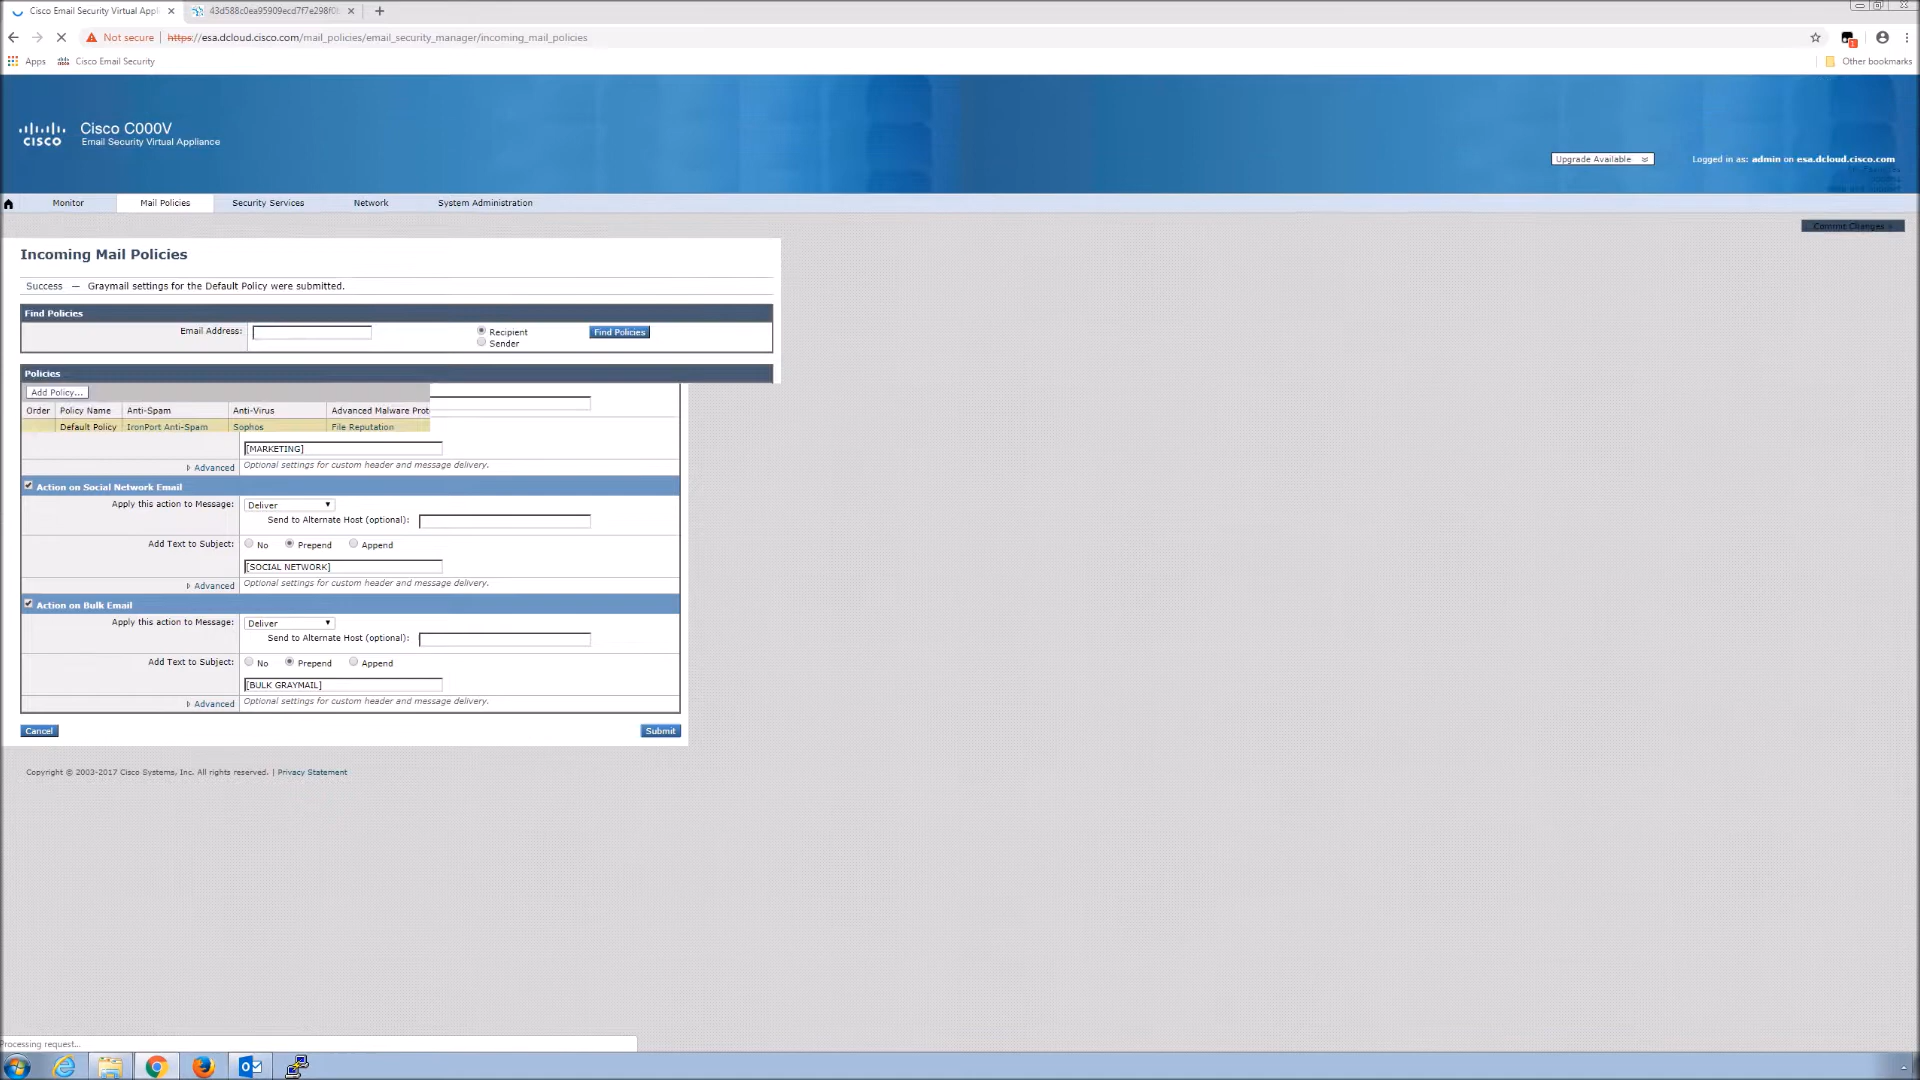 Cisco Email Security Virtual Appl
43d588c0ea95909ecd7f7e298f0
Not secure https://esa.dcloud.cisco.com/mail_policies/email_security_manager/incoming_mail_policies
Apps Cisco Email Security Other bookmarks
CISCO
Cisco C000V
Email Security Virtual Appliance
Upgrade Available
Logged in as: admin on esa.dcloud.cisco.com
Monitor Mail Policies Security Services Network System Administration
Commit Changes
Incoming Mail Policies
Success — Graymail settings for the Default Policy were submitted.
Find Policies
Email Address: Recipient Find Policies
Sender
Policies
Add Policy...
Order Policy Name Anti-Spam Anti-Virus Advanced Malware Prot
Default Policy IronPort Anti-Spam Sophos File Reputation
[MARKETING]
Advanced Optional settings for custom header and message delivery.
Action on Social Network Email
Apply this action to Message: Deliver
Send to Alternate Host (optional):
Add Text to Subject: No Prepend Append
[SOCIAL NETWORK]
Advanced Optional settings for custom header and message delivery.
Action on Bulk Email
Apply this action to Message: Deliver
Send to Alternate Host (optional):
Add Text to Subject: No Prepend Append
[BULK GRAYMAIL]
Advanced Optional settings for custom header and message delivery.
Cancel Submit
Copyright © 2003-2017 Cisco Systems, Inc. All rights reserved. | Privacy Statement
Processing request...